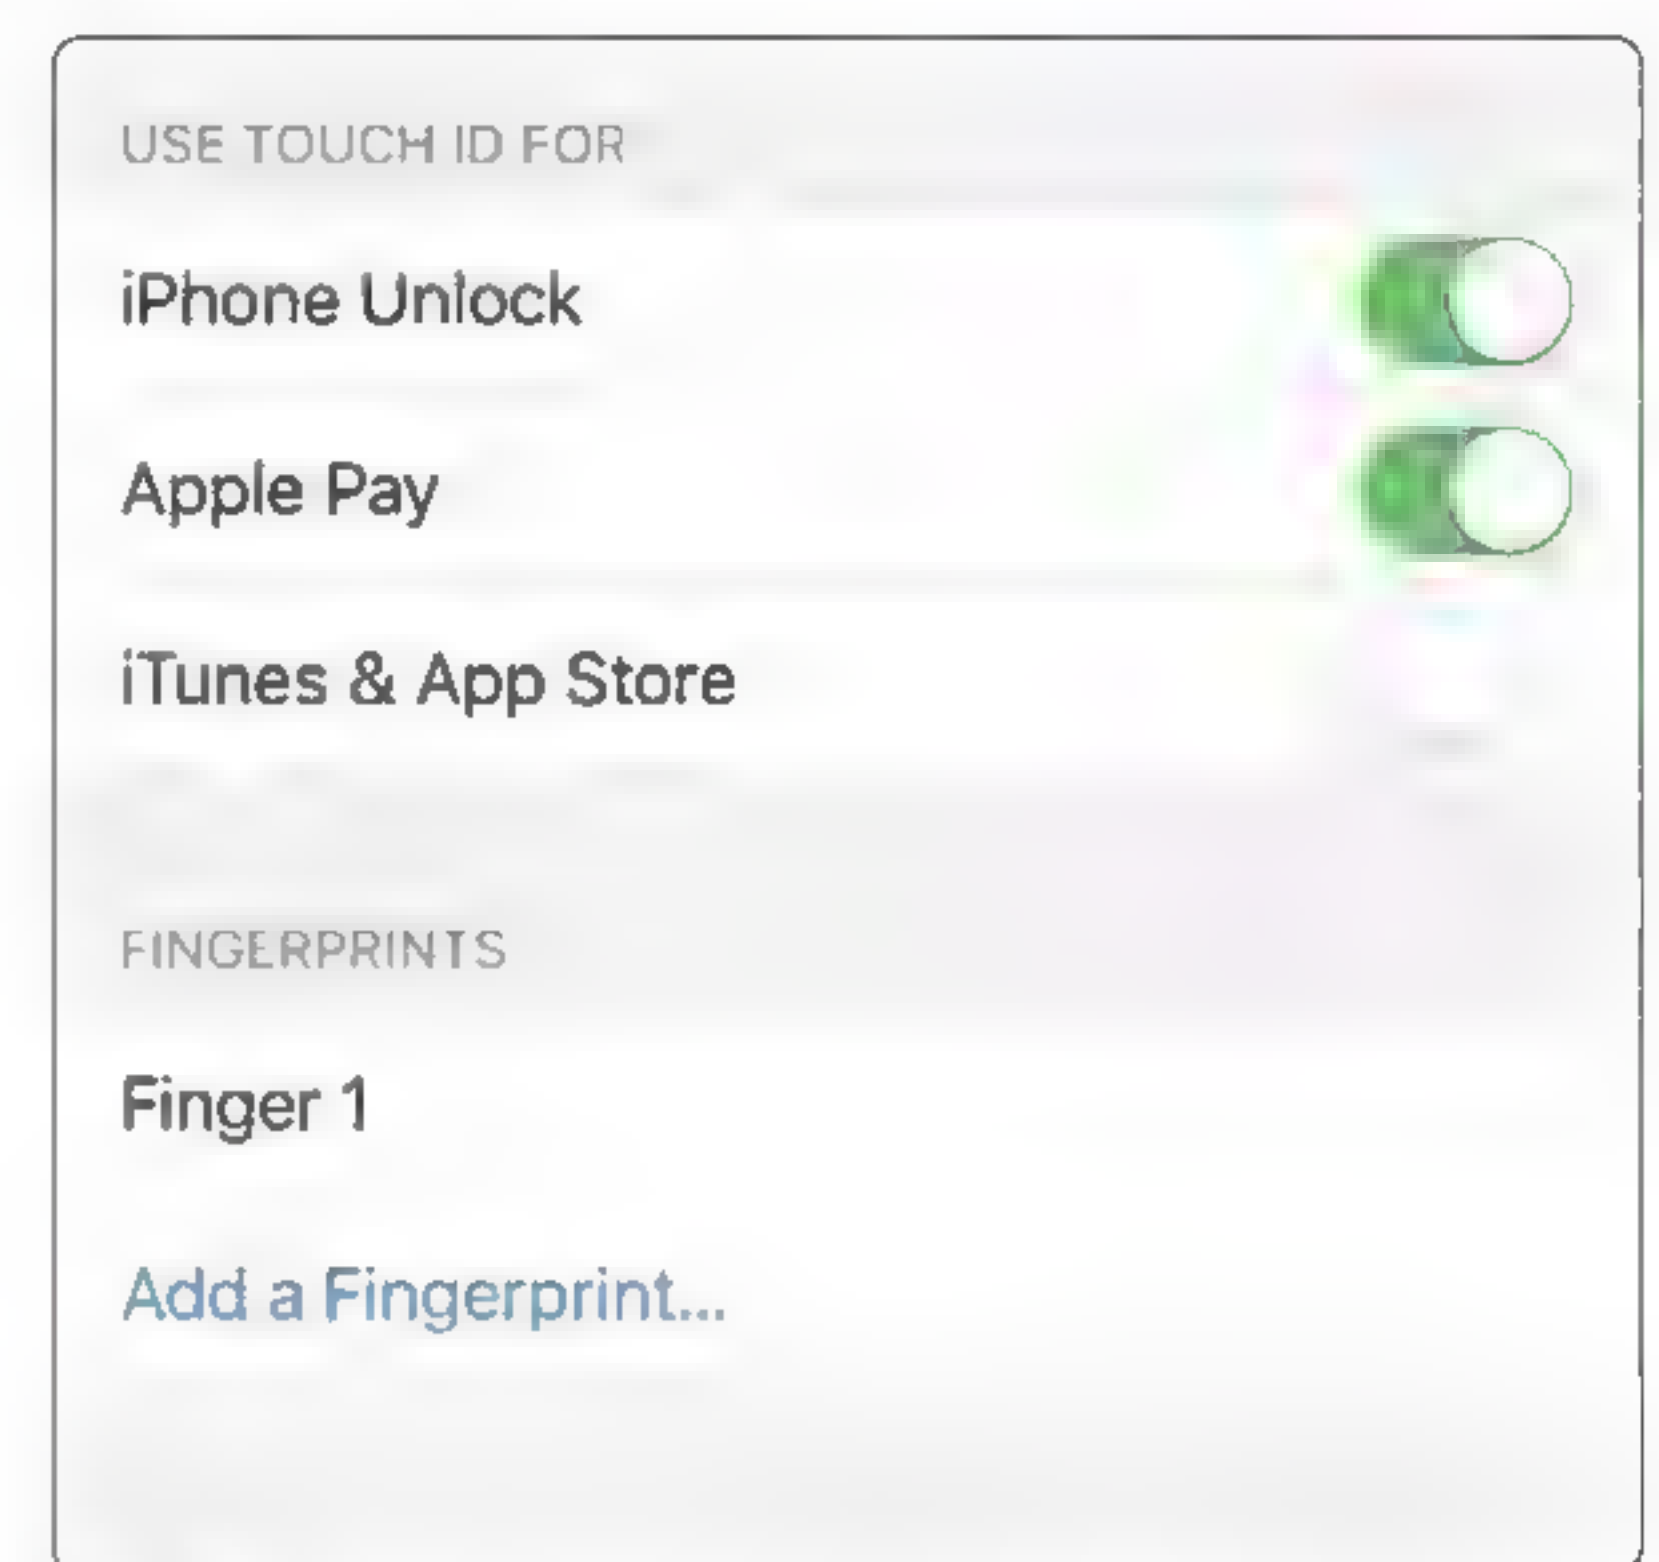 USE TOUCH ID FOR
iPhone Unlock
Apple Pay
iTunes & App Store
FINGERPRINTS
Finger 1
Add a Fingerprint...